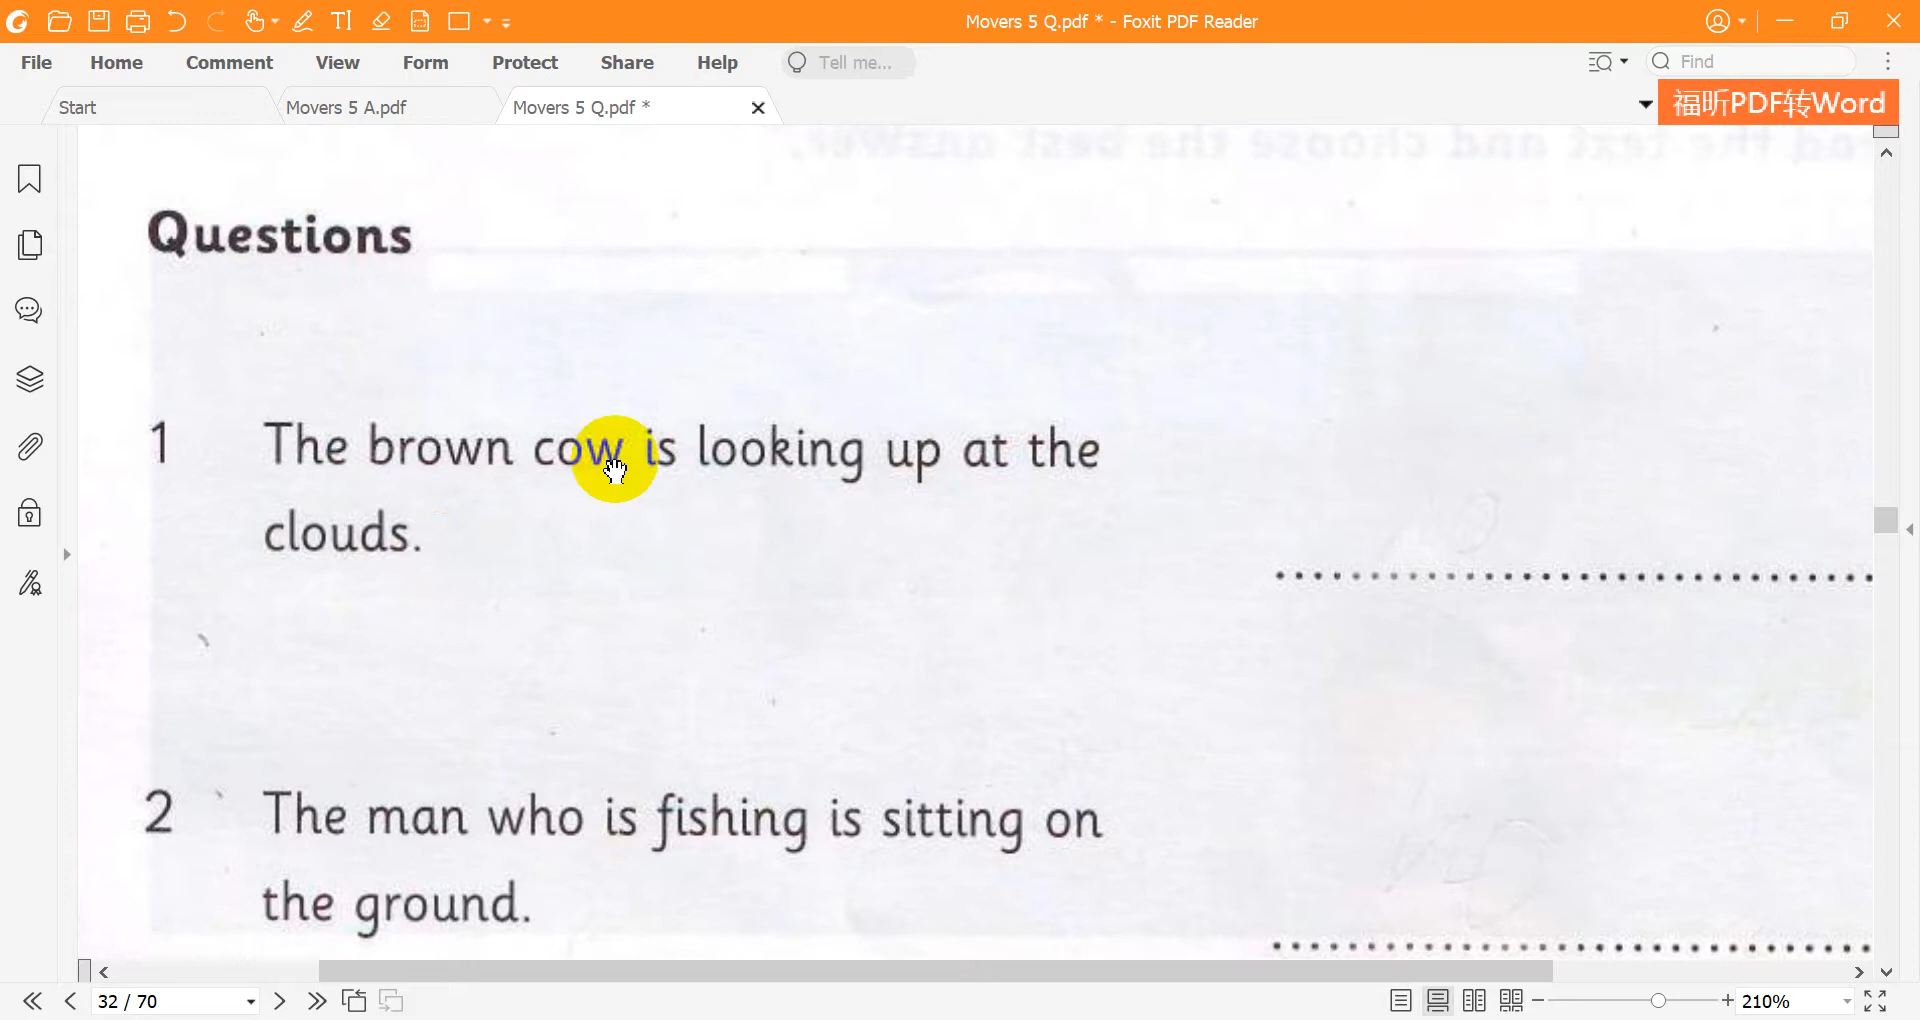 Movers 5 Q.pdf * - Foxit PDF Reader
File Home Comment View Form Protect Share Help Tell me... Find
Start Movers 5 A.pdf Movers 5 Q.pdf * 福昕PDF转Word
Questions
1 The brown cow is looking up at the
clouds.
2 The man who is fishing is sitting on
the ground.
32 / 70 210%